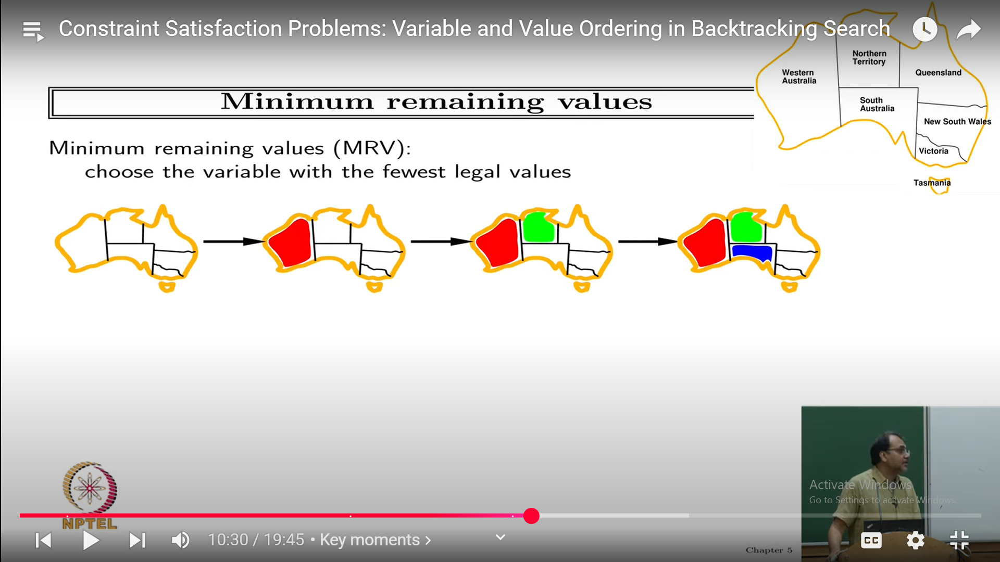 Constraint Satisfaction Problems: Variable and Value Ordering in Backtracking Search
Northern
Territory
Western
Australia
Queensland
South
Australia
New South Wales
Victoria
Tasmania
Minimum remaining values
Minimum remaining values (MRV):
choose the variable with the fewest legal values
Activate Windows
Go to Settings to activate Windows.
NPTEL
10:30 / 19:45 • Key moments ›
CC
Chapter 5